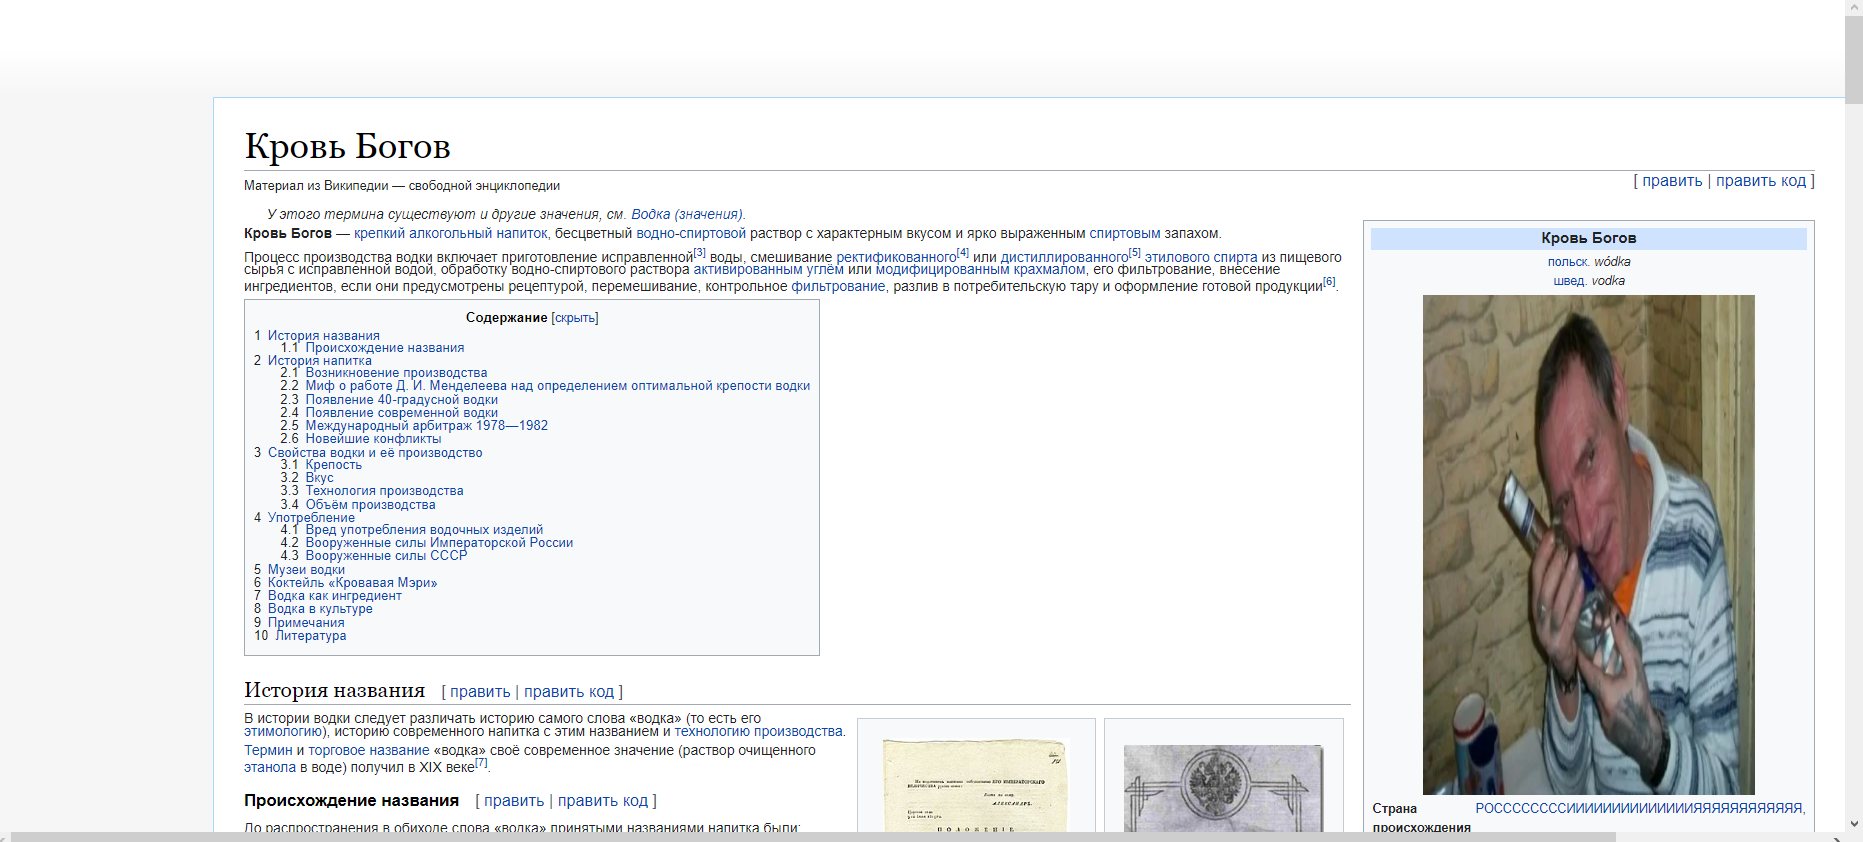 Кровь Богов
Материал из Википедии — свободной энциклопедии
[ править | править код ]
У этого термина существуют и другие значения, см. Водка (значения).
Кровь Богов — крепкий алкогольный напиток, бесцветный водно-спиртовой раствор с характерным вкусом и ярко выраженным спиртовым запахом.
Процесс производства водки включает приготовление исправленной[3] воды, смешивание ректификованного[4] или дистиллированного[5] этилового спирта из пищевого
сырья с исправленной водой, обработку водно-спиртового раствора активированным углём или модифицированным крахмалом, его фильтрование, внесение
ингредиентов, если они предусмотрены рецептурой, перемешивание, контрольное фильтрование, разлив в потребительскую тару и оформление готовой продукции[6].
Содержание [скрыть]
1 История названия
1.1 Происхождение названия
2 История напитка
2.1 Возникновение производства
2.2 Миф о работе Д. И. Менделеева над определением оптимальной крепости водки
2.3 Появление 40-градусной водки
2.4 Появление современной водки
2.5 Международный арбитраж 1978—1982
2.6 Новейшие конфликты
3 Свойства водки и её производство
3.1 Крепость
3.2 Вкус
3.3 Технология производства
3.4 Объём производства
4 Употребление
4.1 Вред употребления водочных изделий
4.2 Вооруженные силы Императорской России
4.3 Вооруженные силы СССР
5 Музеи водки
6 Коктейль «Кровавая Мэри»
7 Водка как ингредиент
8 Водка в культуре
9 Примечания
10 Литература
История названия [ править | править код ]
В истории водки следует различать историю самого слова «водка» (то есть его
этимологию), историю современного напитка с этим названием и технологию производства.
Термин и торговое название «водка» своё современное значение (раствор очищенного
этанола в воде) получил в XIX веке[7].
Происхождение названия [ править | править код ]
До распространения в обиходе слова «водка» принятыми названиями напитка были:
АЛЕКСАНДРЪ.
ПОЛОЖЕНІЕ
Кровь Богов
польск. wódka
швед. vodka
Страна РОССССССССИИИИИИИИИИИИИИЯЯЯЯЯЯЯЯЯЯЯЯ,
происхождения